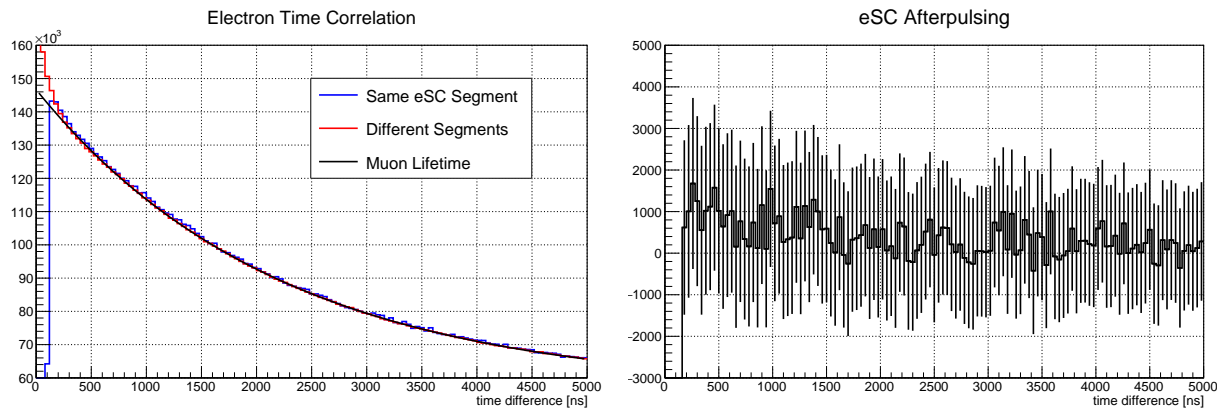 Electron Time Correlation
×10³
160
150
140
130
120
110
100
90
80
70
60
0 500 1000 1500 2000 2500 3000 3500 4000 4500 5000
time difference [ns]
Same eSC Segment
Different Segments
Muon Lifetime
eSC Afterpulsing
5000
4000
3000
2000
1000
0
−1000
−2000
−3000
0 500 1000 1500 2000 2500 3000 3500 4000 4500 5000
time difference [ns]